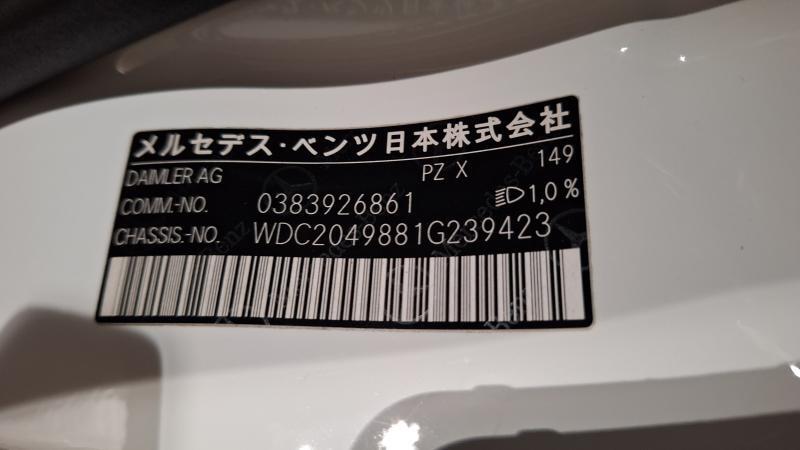 メルセデス・ベンツ日本株式会社
DAIMLER AG PZ X 149
COMM.-NO. 0383926861 1,0 %
CHASSIS.-NO. WDC2049881G239423